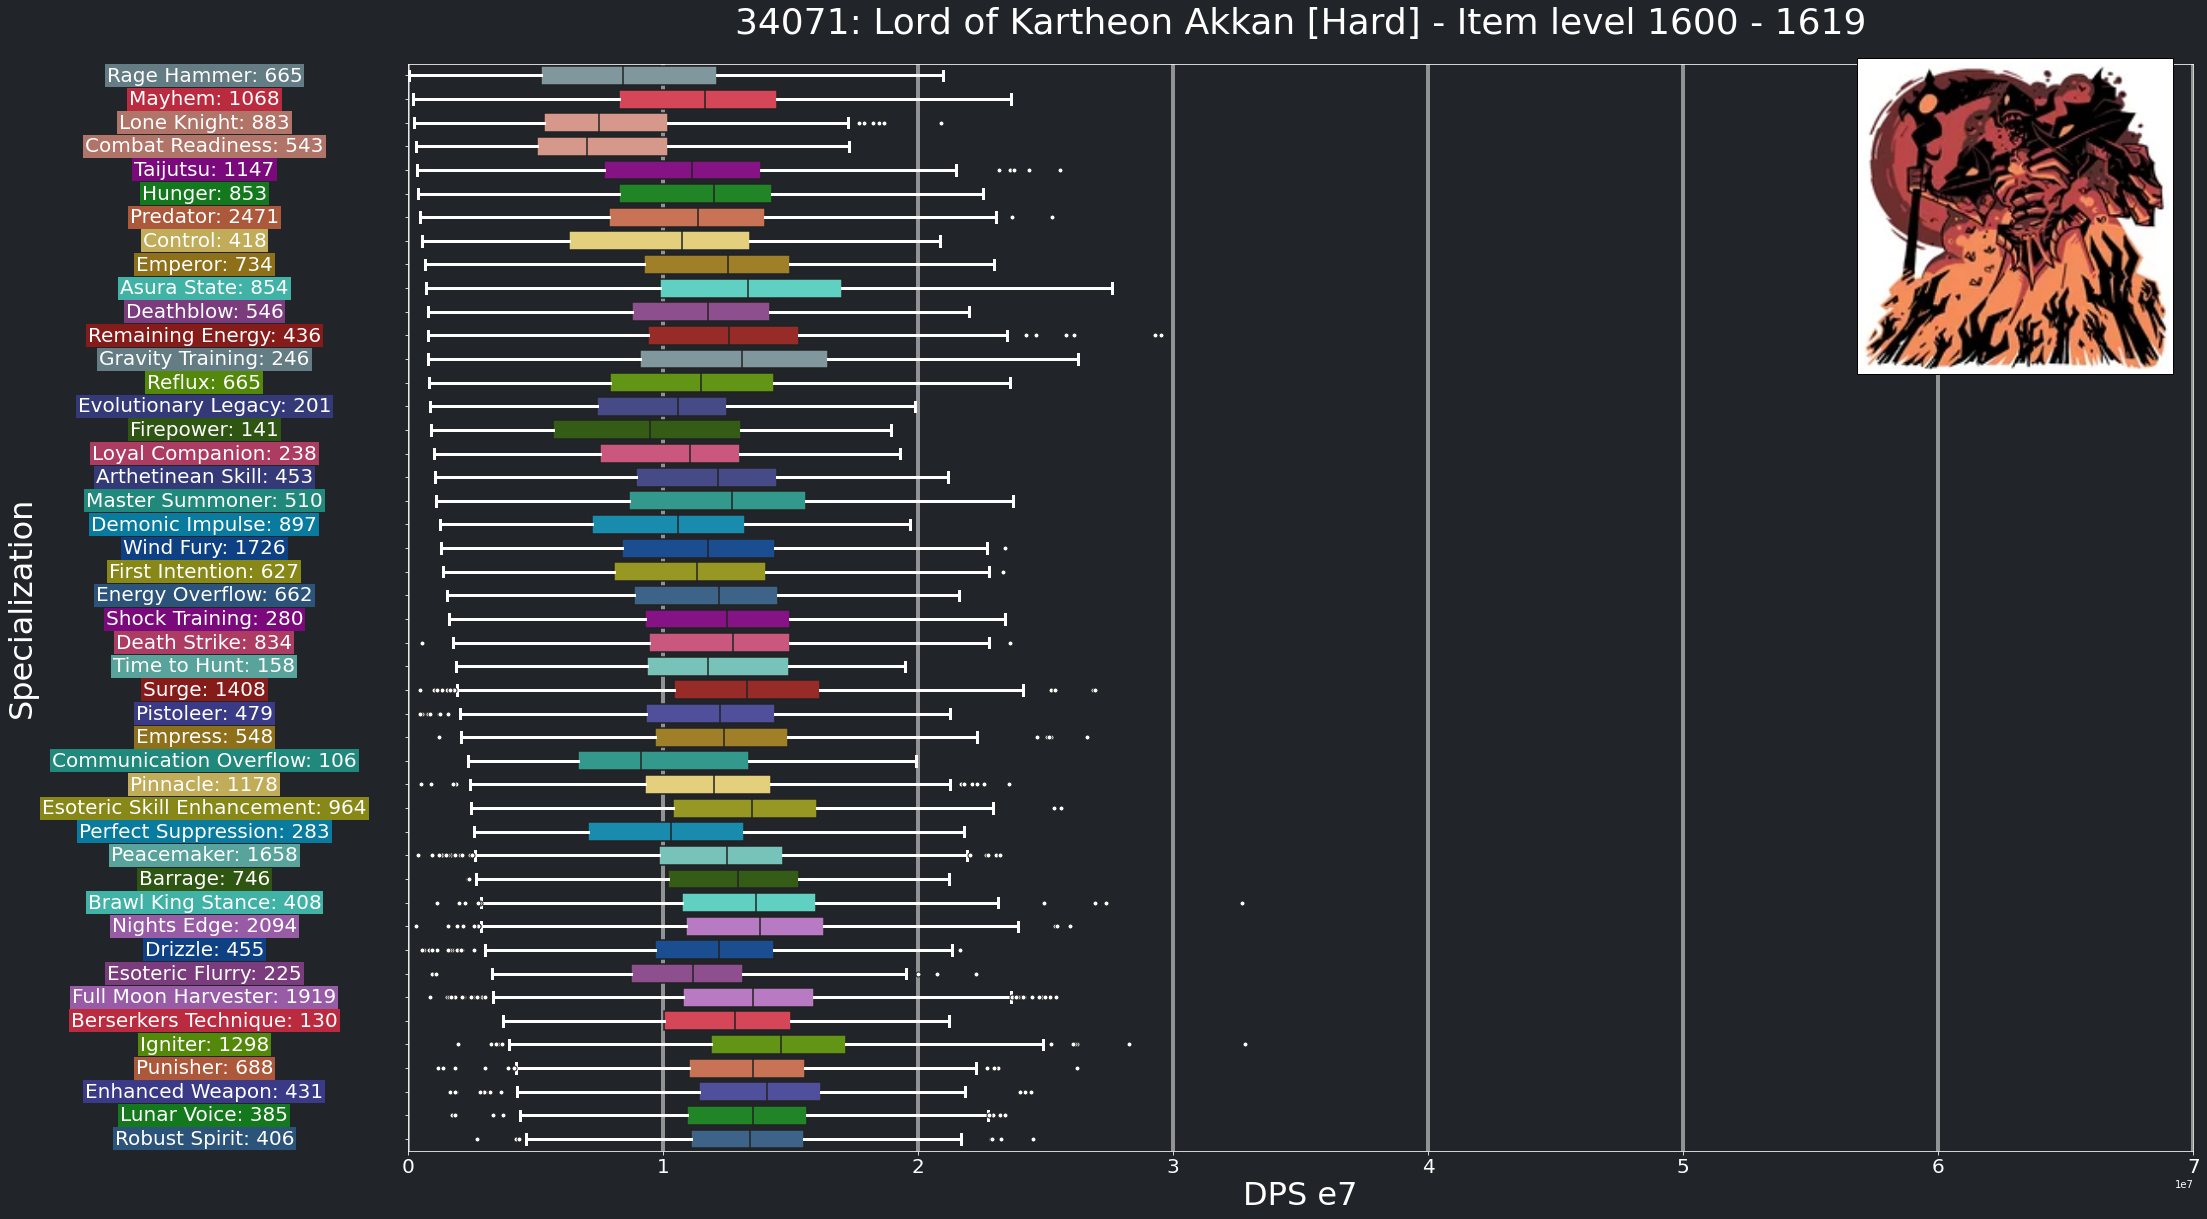 34071: Lord of Kartheon Akkan [Hard] - Item level 1600 - 1619
Specialization
Rage Hammer: 665
Mayhem: 1068
Lone Knight: 883
Combat Readiness: 543
Taijutsu: 1147
Hunger: 853
Predator: 2471
Control: 418
Emperor: 734
Asura State: 854
Deathblow: 546
Remaining Energy: 436
Gravity Training: 246
Reflux: 665
Evolutionary Legacy: 201
Firepower: 141
Loyal Companion: 238
Arthetinean Skill: 453
Master Summoner: 510
Demonic Impulse: 897
Wind Fury: 1726
First Intention: 627
Energy Overflow: 662
Shock Training: 280
Death Strike: 834
Time to Hunt: 158
Surge: 1408
Pistoleer: 479
Empress: 548
Communication Overflow: 106
Pinnacle: 1178
Esoteric Skill Enhancement: 964
Perfect Suppression: 283
Peacemaker: 1658
Barrage: 746
Brawl King Stance: 408
Nights Edge: 2094
Drizzle: 455
Esoteric Flurry: 225
Full Moon Harvester: 1919
Berserkers Technique: 130
Igniter: 1298
Punisher: 688
Enhanced Weapon: 431
Lunar Voice: 385
Robust Spirit: 406
0 1 2 3 4 5 6 7
1e7
DPS e7